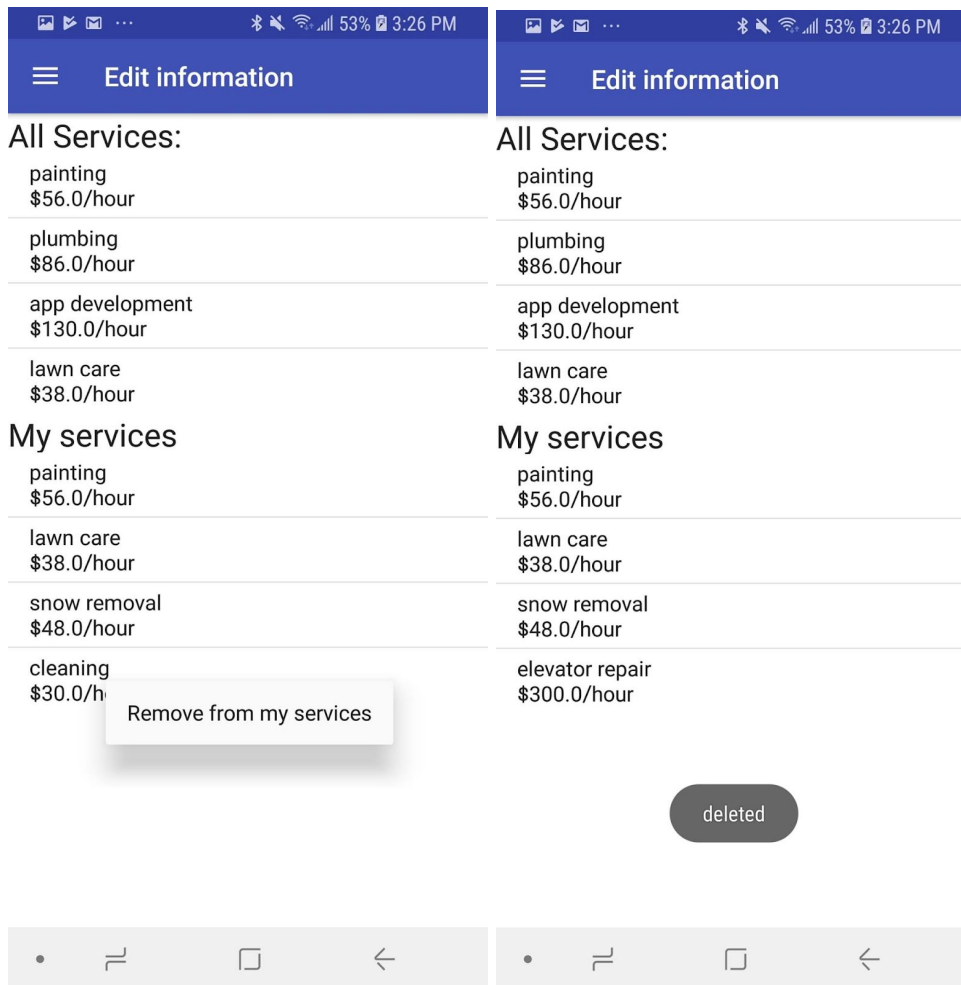 53% 3:26 PM
Edit information
All Services:
painting
$56.0/hour
plumbing
$86.0/hour
app development
$130.0/hour
lawn care
$38.0/hour
My services
painting
$56.0/hour
lawn care
$38.0/hour
snow removal
$48.0/hour
cleaning
$30.0/h
Remove from my services
53% 3:26 PM
Edit information
All Services:
painting
$56.0/hour
plumbing
$86.0/hour
app development
$130.0/hour
lawn care
$38.0/hour
My services
painting
$56.0/hour
lawn care
$38.0/hour
snow removal
$48.0/hour
elevator repair
$300.0/hour
deleted